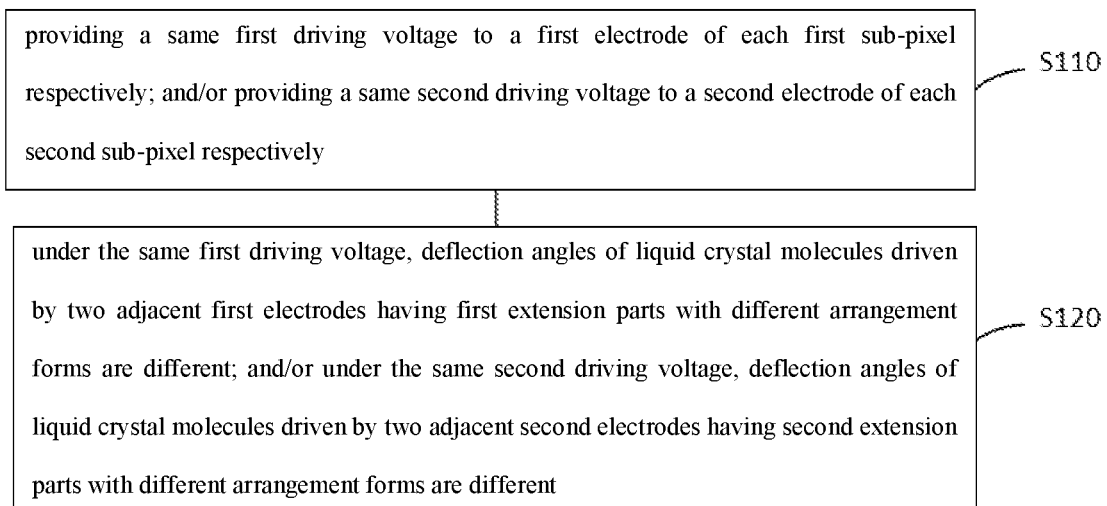 providing a same first driving voltage to a first electrode of each first sub-pixel
respectively; and/or providing a same second driving voltage to a second electrode of each
second sub-pixel respectively
S110
under the same first driving voltage, deflection angles of liquid crystal molecules driven
by two adjacent first electrodes having first extension parts with different arrangement
forms are different; and/or under the same second driving voltage, deflection angles of
liquid crystal molecules driven by two adjacent second electrodes having second extension
parts with different arrangement forms are different
S120